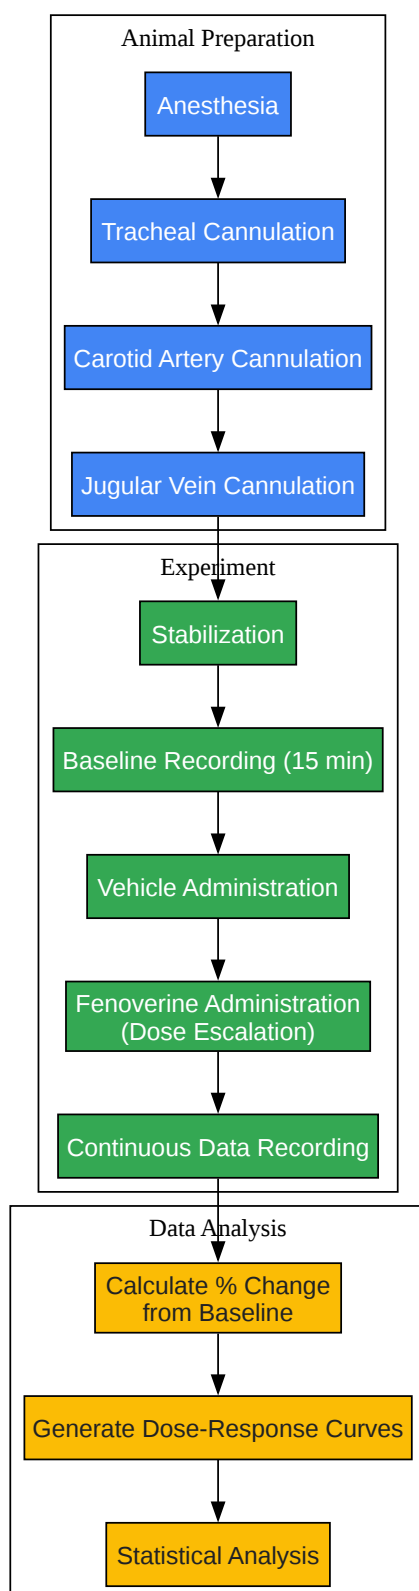 Animal Preparation
Anesthesia
Tracheal Cannulation
Carotid Artery Cannulation
Jugular Vein Cannulation
Experiment
Stabilization
Baseline Recording (15 min)
Vehicle Administration
Fenoverine Administration
(Dose Escalation)
Continuous Data Recording
Data Analysis
Calculate % Change
from Baseline
Generate Dose-Response Curves
Statistical Analysis